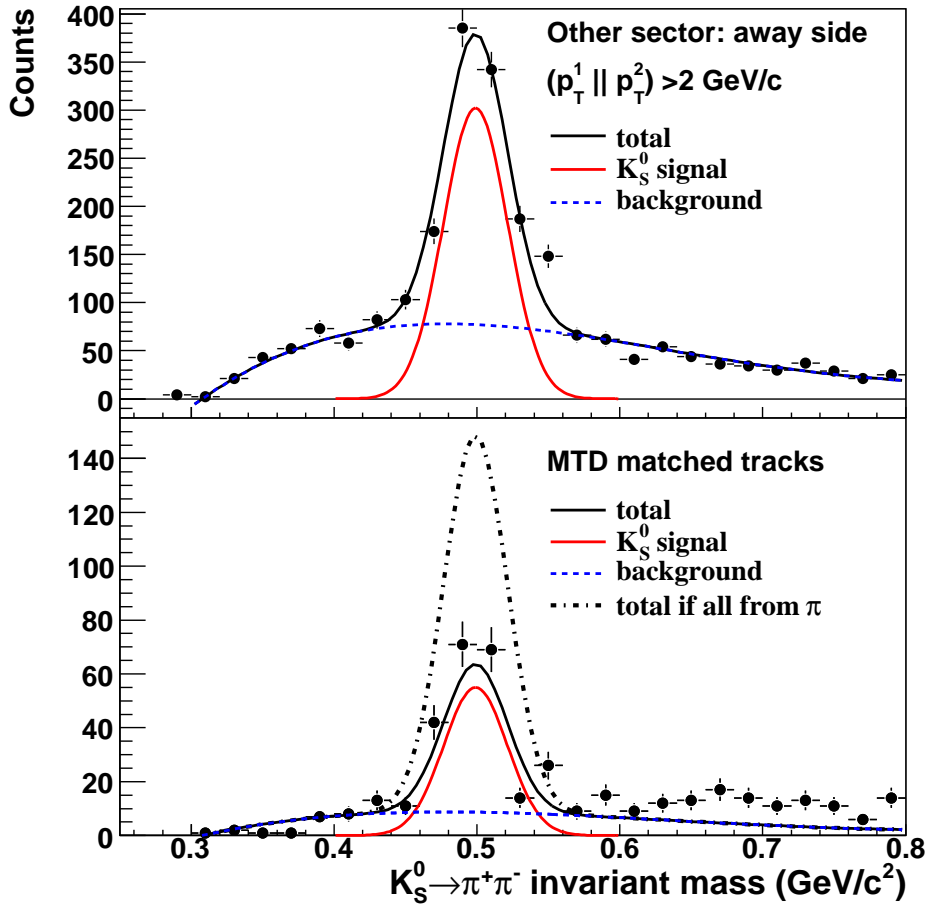 Counts
400
350
300
250
200
150
100
50
0
Other sector: away side
(p_T^1 || p_T^2) >2 GeV/c
total
K_S^0 signal
background
140
120
100
80
60
40
20
0
MTD matched tracks
total
K_S^0 signal
background
total if all from π
0.3 0.4 0.5 0.6 0.7 0.8
K_S^0→π⁺π⁻ invariant mass (GeV/c²)